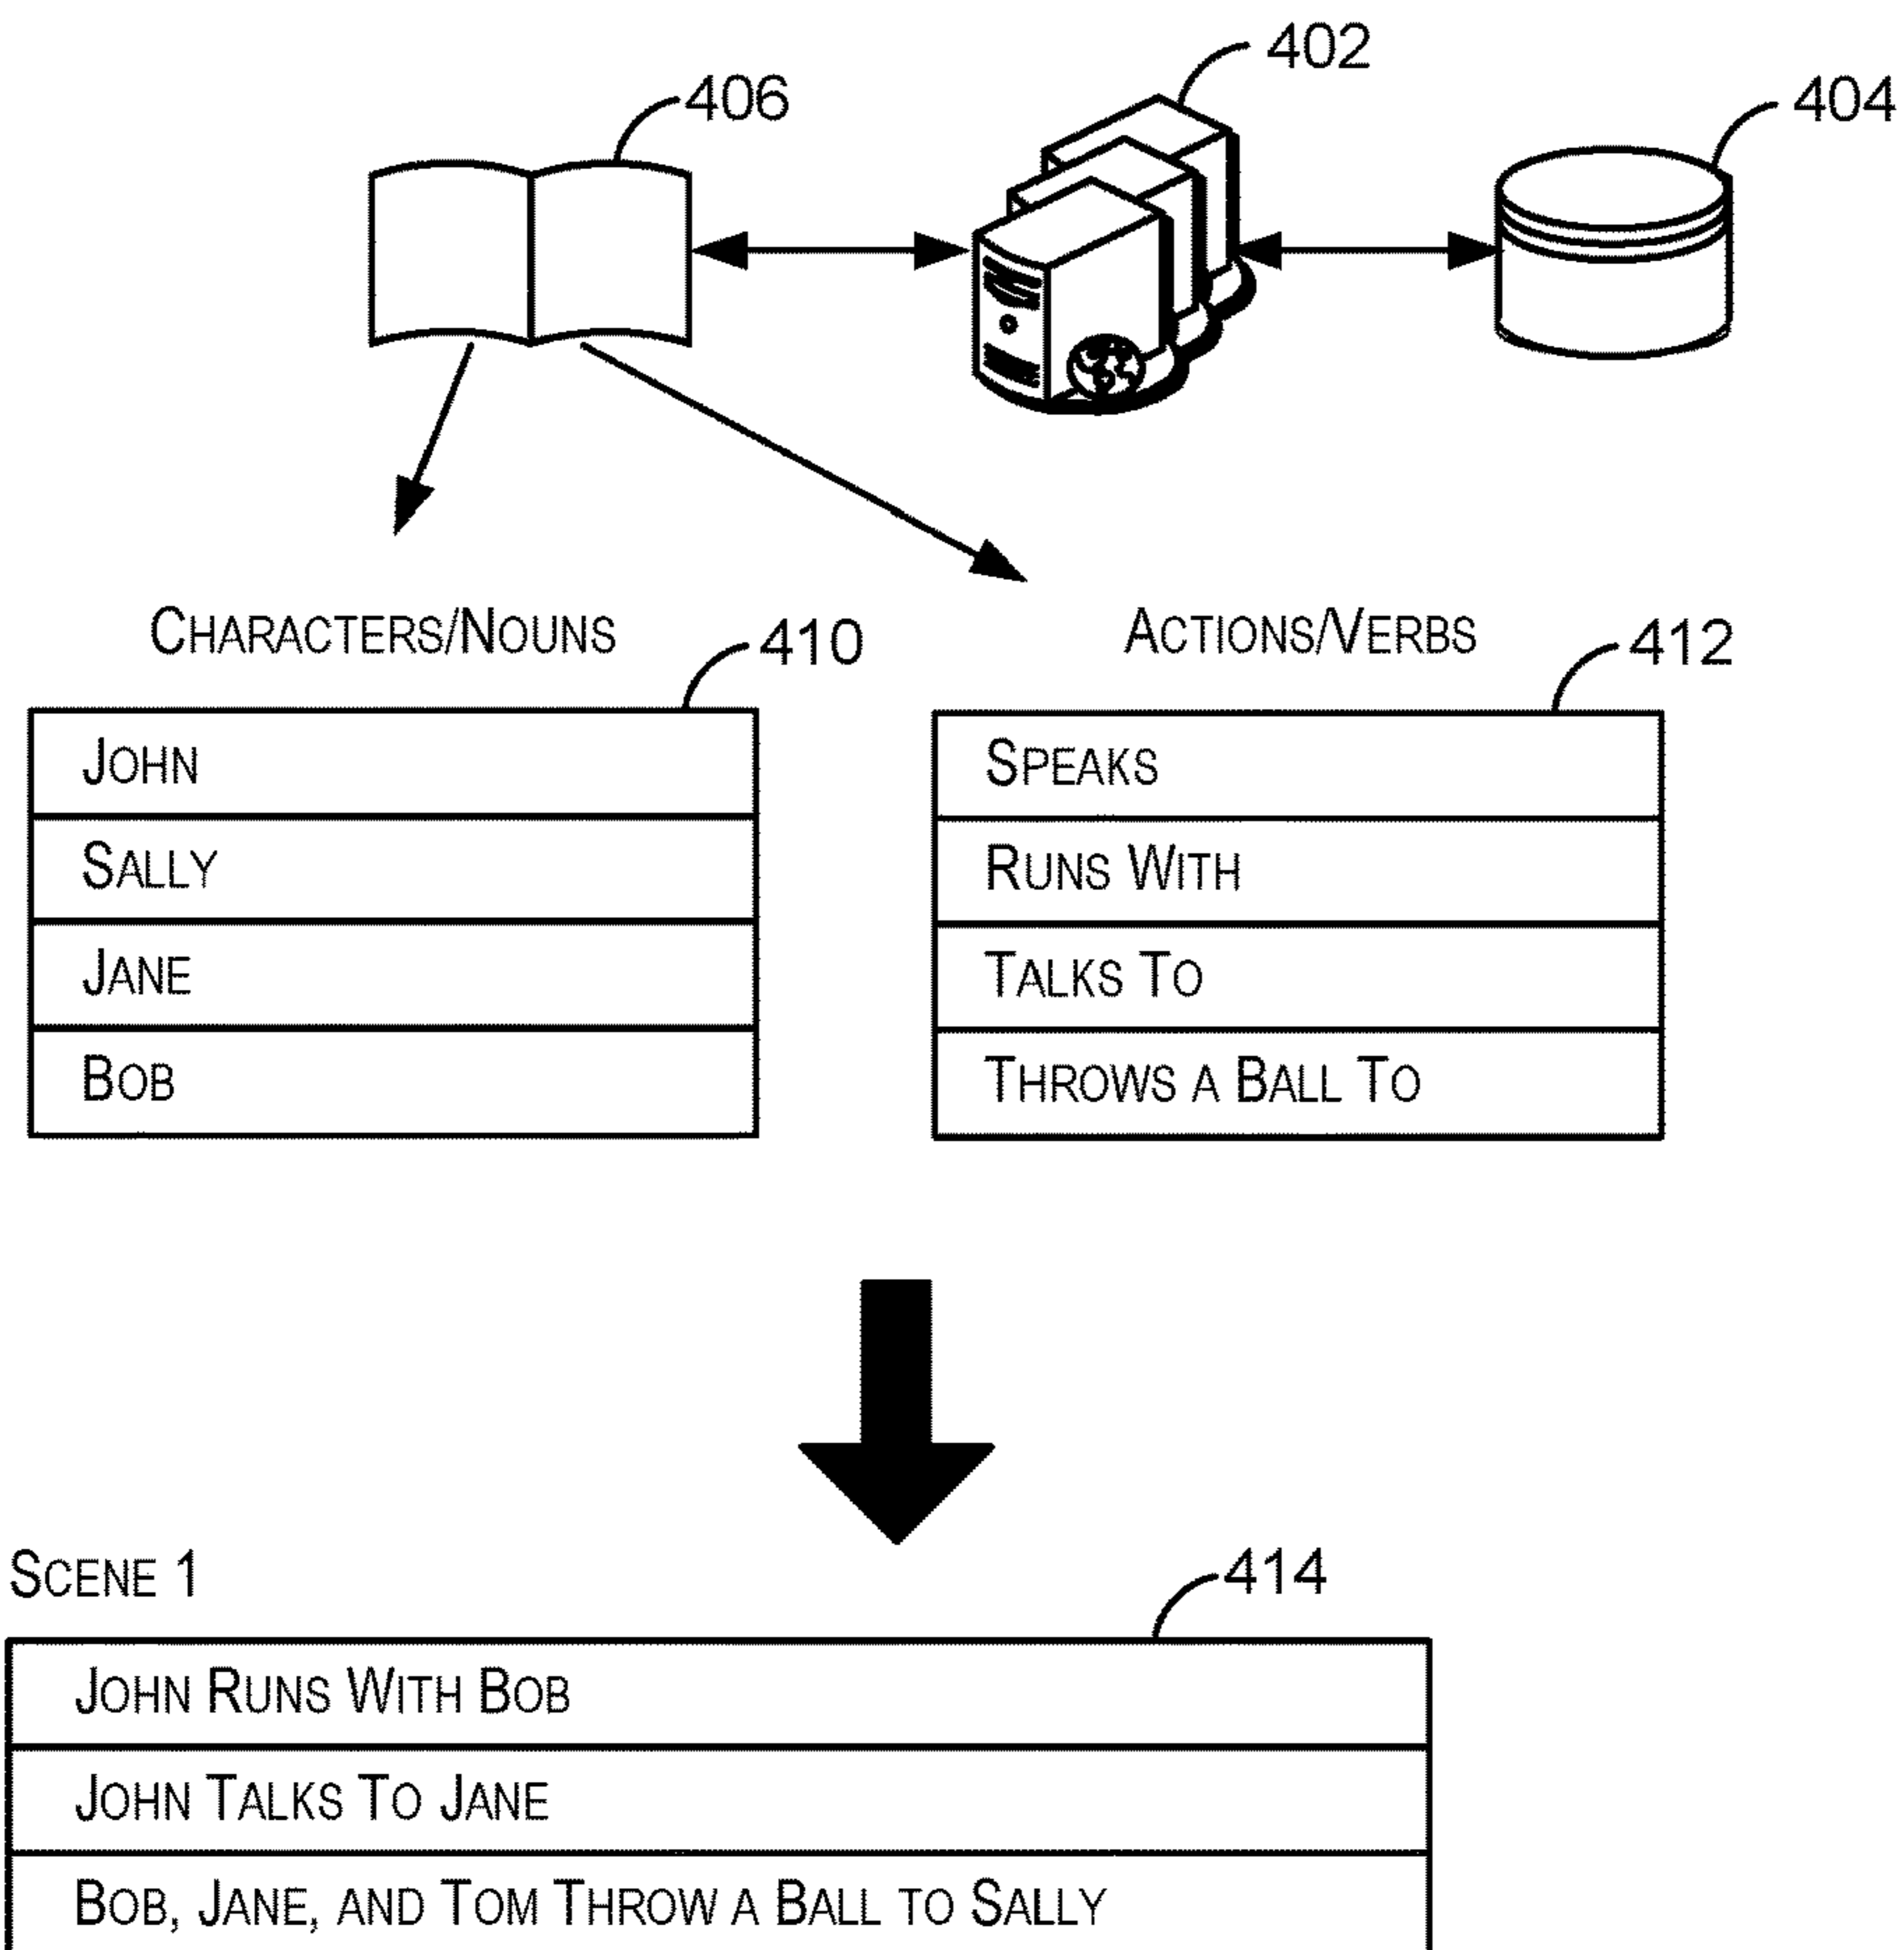 402
406
404
Characters/Nouns
410
Actions/Verbs
412
John
Sally
Jane
Bob
Speaks
Runs With
Talks To
Throws a Ball To
Scene 1
414
John Runs With Bob
John Talks To Jane
Bob, Jane, and Tom Throw a Ball to Sally